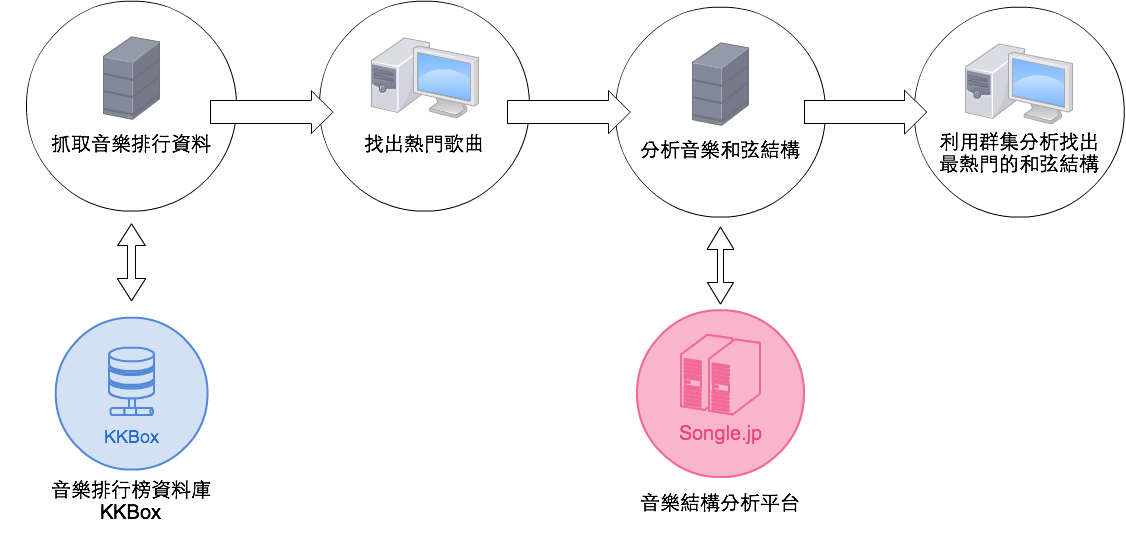 抓取音樂排行資料
找出熱門歌曲
分析音樂和弦結構
利用群集分析找出
最熱門的和弦結構
KKBox
音樂排行榜資料庫
KKBox
Songle.jp
音樂結構分析平台